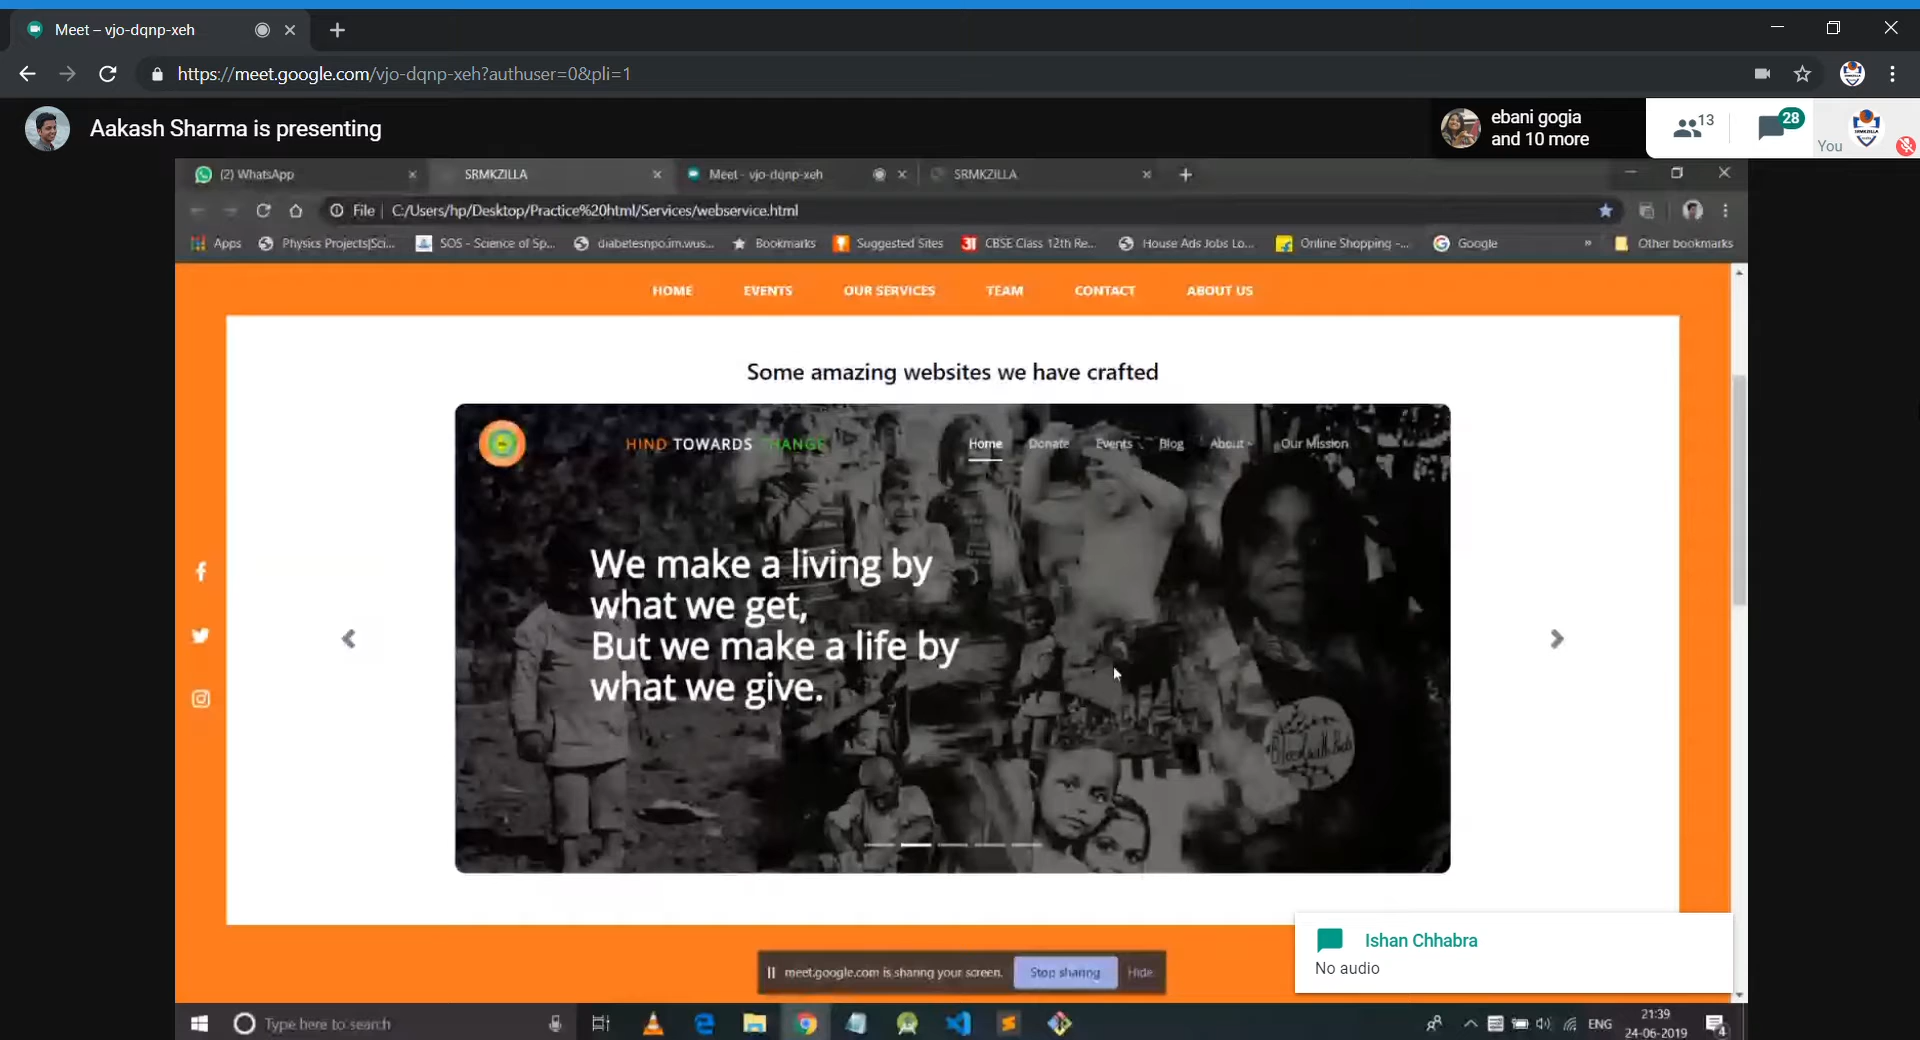 Meet – vjo-dqnp-xeh
https://meet.google.com/vjo-dqnp-xeh?authuser=0&pli=1
Aakash Sharma is presenting
ebani gogia
and 10 more
13
28
You
(2) WhatsApp
SRMKZILLA
Meet - vjo-dqnp-xeh
SRMKZILLA
File
C:/Users/hp/Desktop/Practice%20html/Services/webservice.html
Apps
Physics Projects|Sci...
SOS - Science of Sp...
diabetesnpo.im.wus...
Bookmarks
Suggested Sites
CBSE Class 12th Re...
House Ads Jobs Lo...
Online Shopping -...
Google
»
Other bookmarks
HOME
EVENTS
OUR SERVICES
TEAM
CONTACT
ABOUT US
Some amazing websites we have crafted
HIND TOWARDS CHANGE
Home
Donate
Events
Blog
About
Our Mission
We make a living by
what we get,
But we make a life by
what we give.
Ishan Chhabra
No audio
meet.google.com is sharing your screen.
Stop sharing
Hide
Type here to search
ENG
21:39
24-06-2019
4